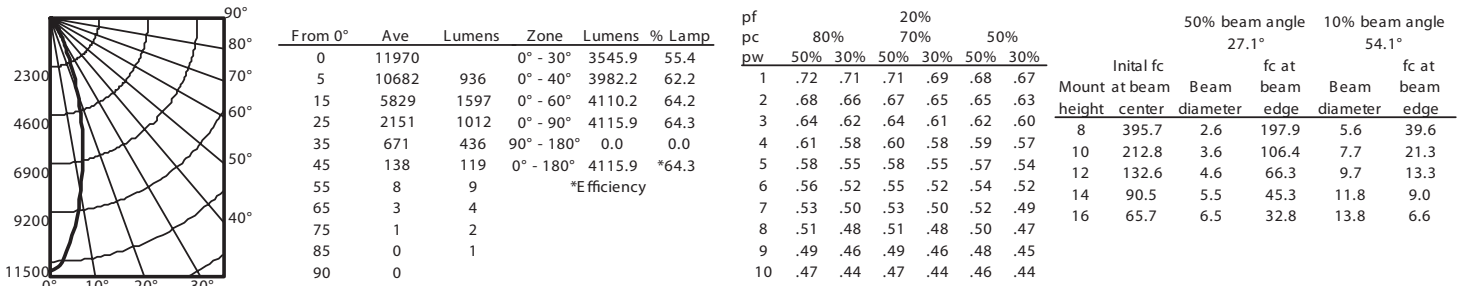 90°
80°
70°
60°
50°
40°
2300
4600
6900
9200
11500
0° 10° 20° 30°
From 0° Ave Lumens Zone Lumens % Lamp
0 11970 0° - 30° 3545.9 55.4
5 10682 936 0° - 40° 3982.2 62.2
15 5829 1597 0° - 60° 4110.2 64.2
25 2151 1012 0° - 90° 4115.9 64.3
35 671 436 90° - 180° 0.0 0.0
45 138 119 0° - 180° 4115.9 *64.3
55 8 9 *Efficiency
65 3 4
75 1 2
85 0 1
90 0
pf 20%
pc 80% 70% 50%
pw 50% 30% 50% 30% 50% 30%
1 .72 .71 .71 .69 .68 .67
2 .68 .66 .67 .65 .65 .63
3 .64 .62 .64 .61 .62 .60
4 .61 .58 .60 .58 .59 .57
5 .58 .55 .58 .55 .57 .54
6 .56 .52 .55 .52 .54 .52
7 .53 .50 .53 .50 .52 .49
8 .51 .48 .51 .48 .50 .47
9 .49 .46 .49 .46 .48 .45
10 .47 .44 .47 .44 .46 .44
50% beam angle 10% beam angle
27.1° 54.1°
Inital fc fc at fc at
Mount at beam Beam beam Beam beam
height center diameter edge diameter edge
8 395.7 2.6 197.9 5.6 39.6
10 212.8 3.6 106.4 7.7 21.3
12 132.6 4.6 66.3 9.7 13.3
14 90.5 5.5 45.3 11.8 9.0
16 65.7 6.5 32.8 13.8 6.6